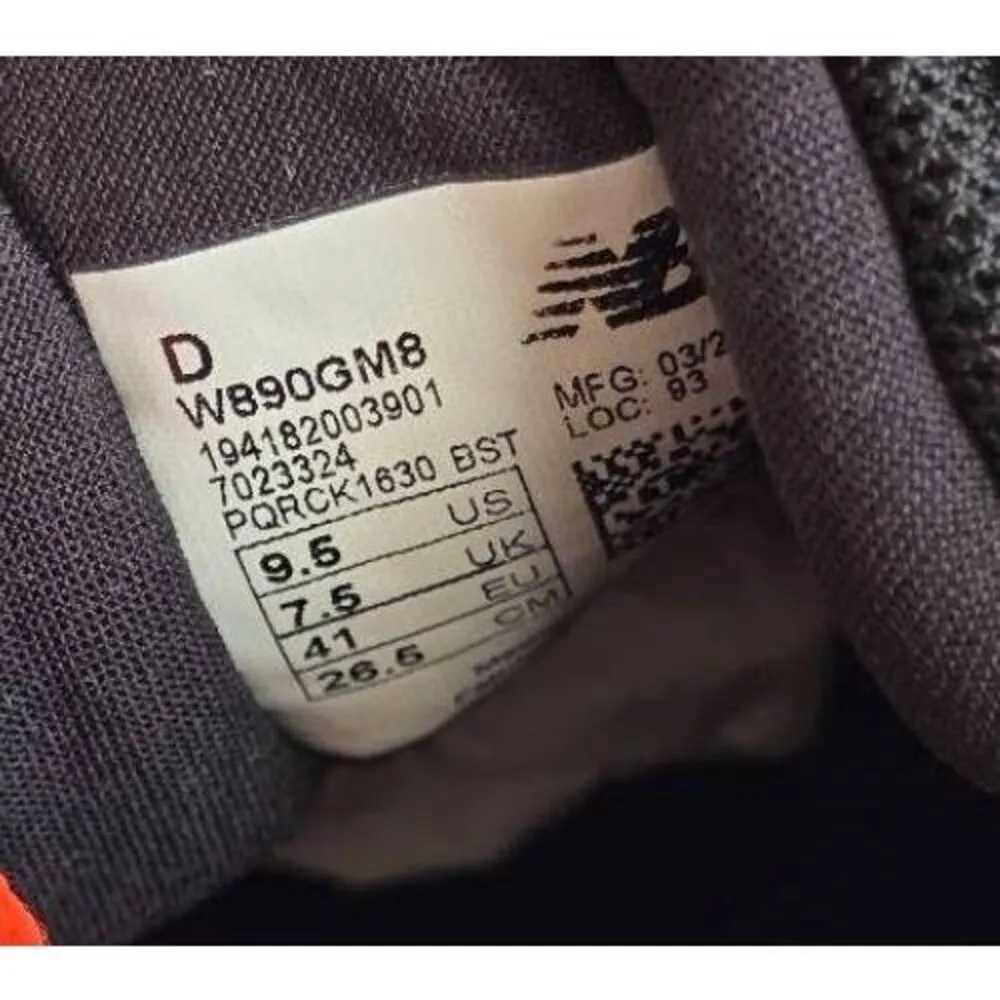 D
W890GM8
194182003901
7023324
PQRCK1630 BST
9.5 US
7.5 UK
41 EU
26.5 CM
NB
MFG: 03/2
LOC: 93